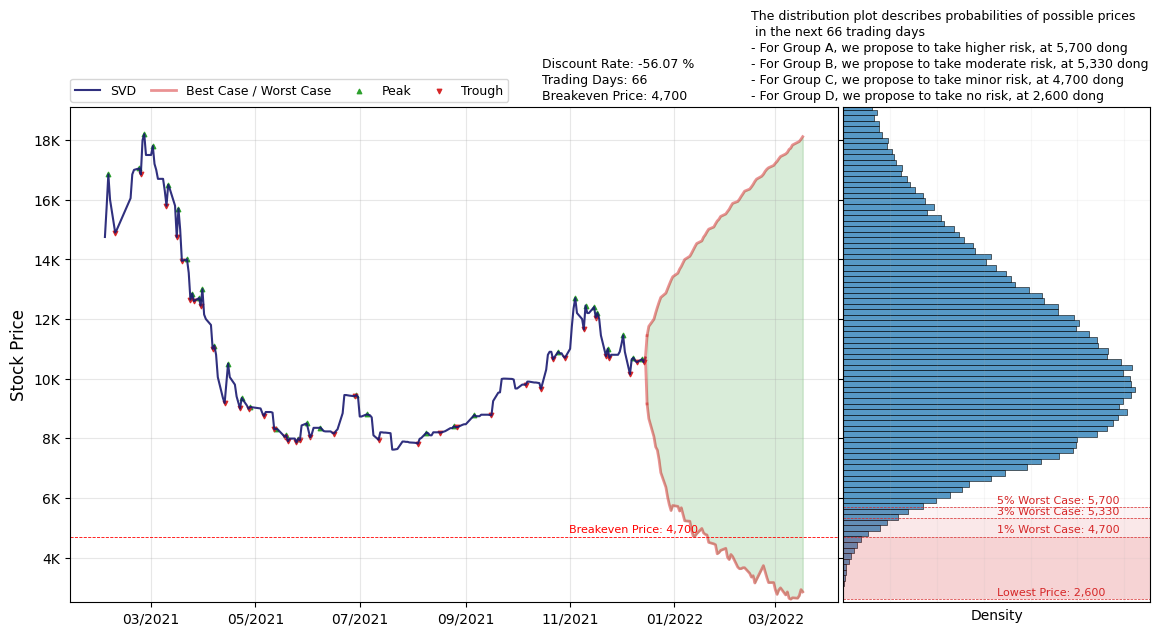 The distribution plot describes probabilities of possible prices
in the next 66 trading days
- For Group A, we propose to take higher risk, at 5,700 dong
- For Group B, we propose to take moderate risk, at 5,330 dong
- For Group C, we propose to take minor risk, at 4,700 dong
- For Group D, we propose to take no risk, at 2,600 dong
Discount Rate: -56.07 %
Trading Days: 66
Breakeven Price: 4,700
SVD Best Case / Worst Case Peak Trough
Stock Price
18K
16K
14K
12K
10K
8K
6K
4K
Breakeven Price: 4,700
5% Worst Case: 5,700
3% Worst Case: 5,330
1% Worst Case: 4,700
Lowest Price: 2,600
03/2021 05/2021 07/2021 09/2021 11/2021 01/2022 03/2022
Density